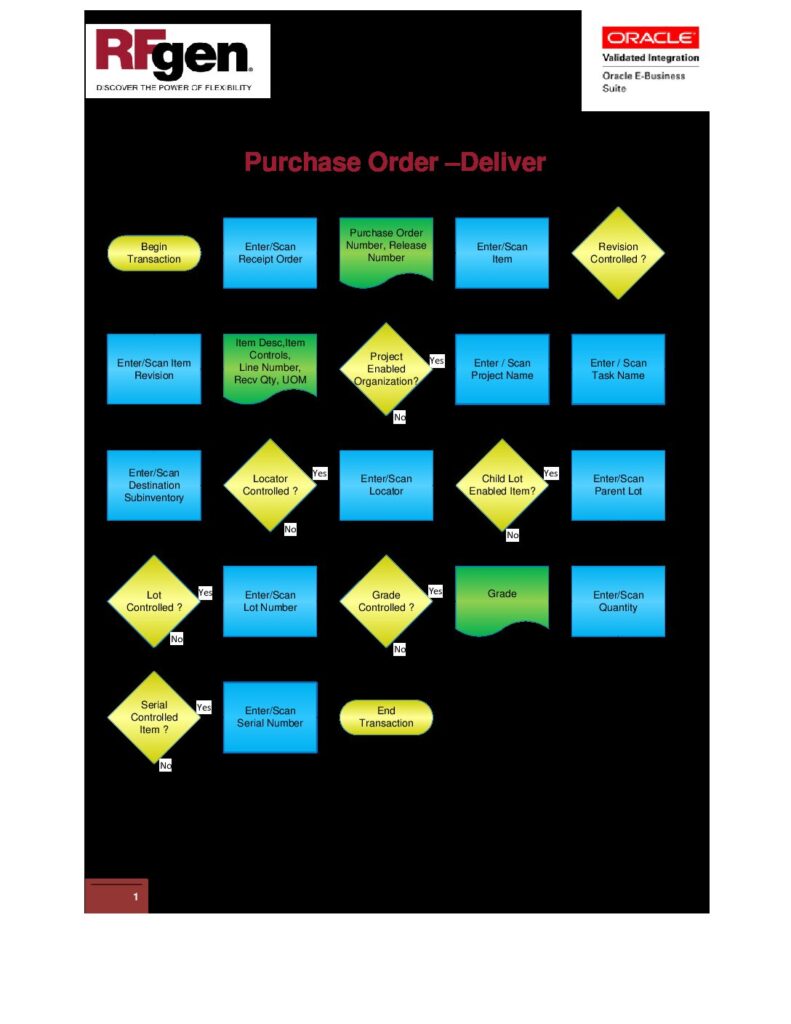 RFgen.
DISCOVER THE POWER OF FLEXIBILITY
ORACLE
Validated Integration
Oracle E-Business
Suite
Purchase Order –Deliver
Begin
Transaction
Enter/Scan
Receipt Order
Purchase Order
Number, Release
Number
Enter/Scan
Item
Revision
Controlled ?
Enter/Scan Item
Revision
Item Desc,Item
Controls,
Line Number,
Recv Qty, UOM
Project
Enabled
Organization?
Yes
No
Enter / Scan
Project Name
Enter / Scan
Task Name
Enter/Scan
Destination
Subinventory
Locator
Controlled ?
Yes
No
Enter/Scan
Locator
Child Lot
Enabled Item?
Yes
No
Enter/Scan
Parent Lot
Lot
Controlled ?
Yes
No
Enter/Scan
Lot Number
Grade
Controlled ?
Yes
No
Grade
Enter/Scan
Quantity
Serial
Controlled
Item ?
Yes
No
Enter/Scan
Serial Number
End
Transaction
1